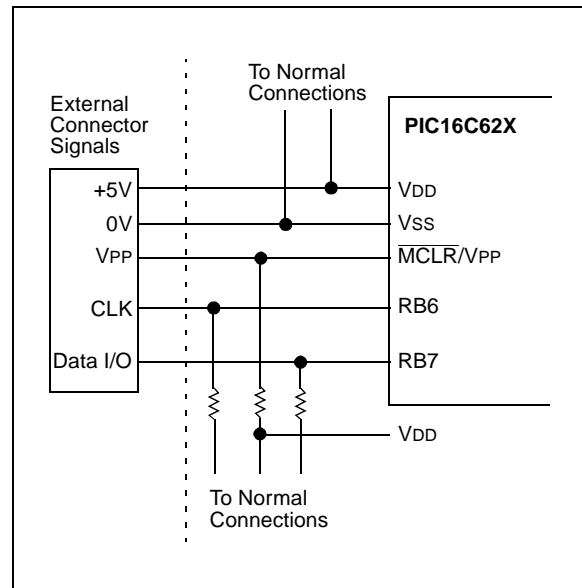 To Normal
Connections
External
Connector
Signals
PIC16C62X
+5V
VDD
0V
VSS
VPP
MCLR/VPP
CLK
RB6
Data I/O
RB7
VDD
To Normal
Connections